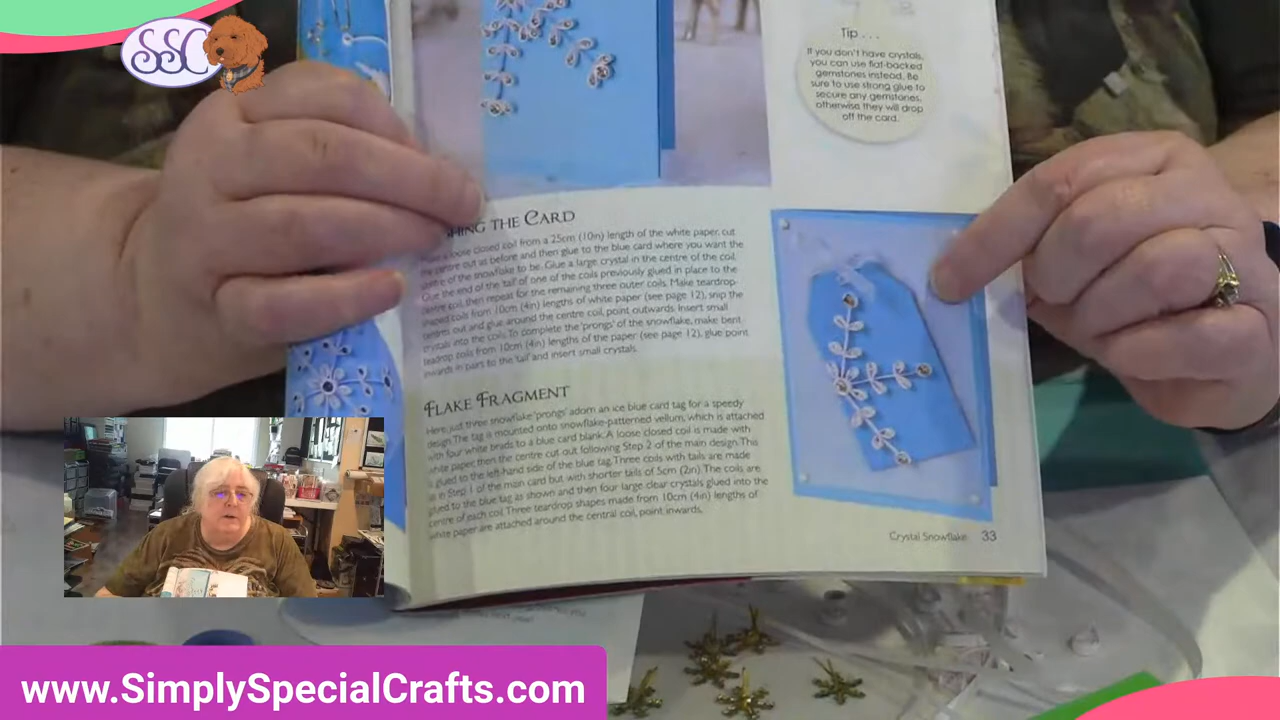 SSC
Tip . . .
If you don't have crystals,
you can use flat-backed
gemstones instead. Be
sure to use strong glue to
secure any gemstones,
otherwise they will drop
off the card.
HING THE CARD
a loose closed coil from a 25cm (10in) length of the white paper, cut
the centre out as before and then glue to the blue card where you want the
centre of the snowflake to be. Glue a large crystal in the centre of the coil.
Glue the end of the 'tail' of one of the coils previously glued in place to the
centre coil, then repeat for the remaining three outer coils. Make teardrop-
shaped coils from 10cm (4in) lengths of white paper (see page 12), snip the
centres out and glue around the centre coil, point outwards. Insert small
crystals into the coils. To complete the 'prongs' of the snowflake, make bent
teardrop coils from 10cm (4in) lengths of the paper (see page 12), glue point
inwards in pairs to the 'tail' and insert small crystals.
FLAKE FRAGMENT
Here, just three snowflake 'prongs' adorn an ice blue card tag for a speedy
design. The tag is mounted onto snowflake-patterned vellum, which is attached
with four white brads to a blue card blank. A loose closed coil is made with
white paper, then the centre cut out following Step 2 of the main design. This
is glued to the left-hand side of the blue tag. Three coils with tails are made
as in Step 1 of the main card but with shorter tails of 5cm (2in). The coils are
glued to the blue tag as shown and then four large clear crystals glued into the
centre of each coil. Three teardrop shapes made from 10cm (4in) lengths of
white paper are attached around the central coil, point inwards.
Crystal Snowflake 33
www.SimplySpecialCrafts.com